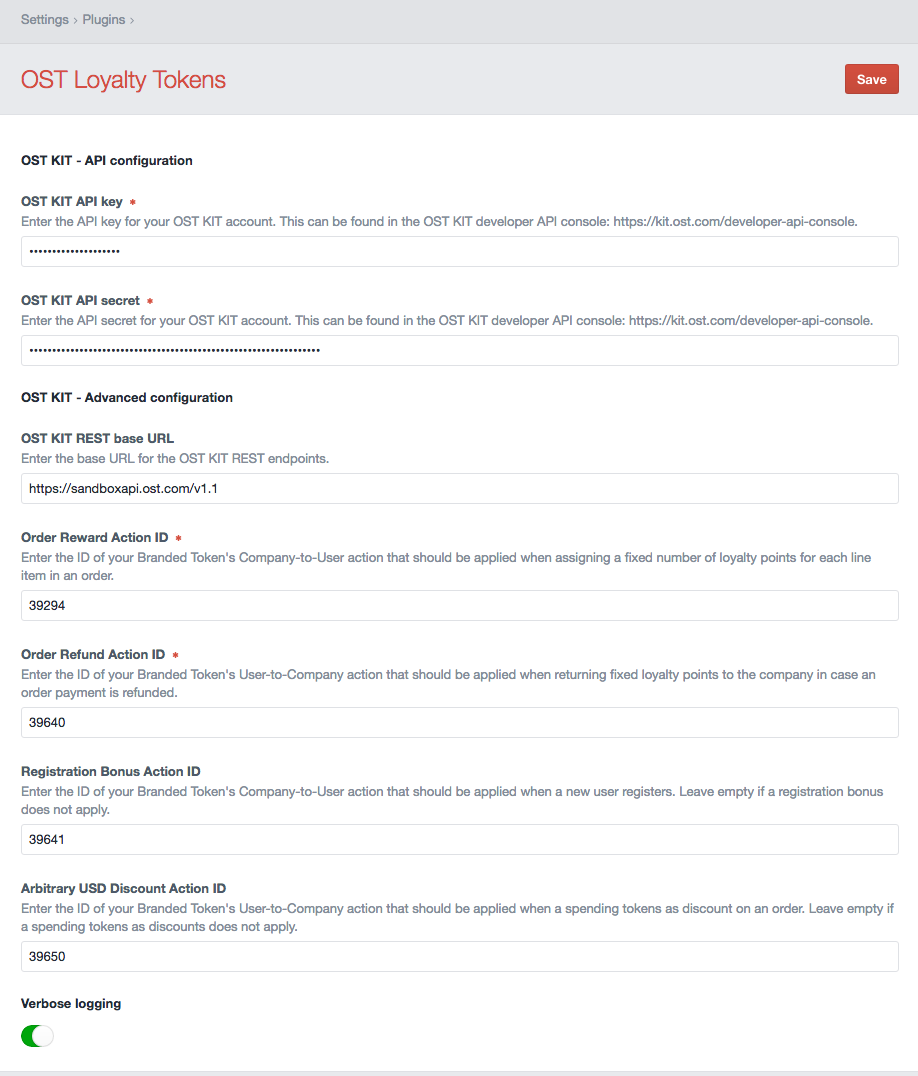 Settings › Plugins ›
OST Loyalty Tokens
Save
OST KIT - API configuration
OST KIT API key *
Enter the API key for your OST KIT account. This can be found in the OST KIT developer API console: https://kit.ost.com/developer-api-console.
OST KIT API secret *
Enter the API secret for your OST KIT account. This can be found in the OST KIT developer API console: https://kit.ost.com/developer-api-console.
OST KIT - Advanced configuration
OST KIT REST base URL
Enter the base URL for the OST KIT REST endpoints.
https://sandboxapi.ost.com/v1.1
Order Reward Action ID *
Enter the ID of your Branded Token's Company-to-User action that should be applied when assigning a fixed number of loyalty points for each line
item in an order.
39294
Order Refund Action ID *
Enter the ID of your Branded Token's User-to-Company action that should be applied when returning fixed loyalty points to the company in case an
order payment is refunded.
39640
Registration Bonus Action ID
Enter the ID of your Branded Token's Company-to-User action that should be applied when a new user registers. Leave empty if a registration bonus
does not apply.
39641
Arbitrary USD Discount Action ID
Enter the ID of your Branded Token's User-to-Company action that should be applied when a spending tokens as discount on an order. Leave empty if
a spending tokens as discounts does not apply.
39650
Verbose logging